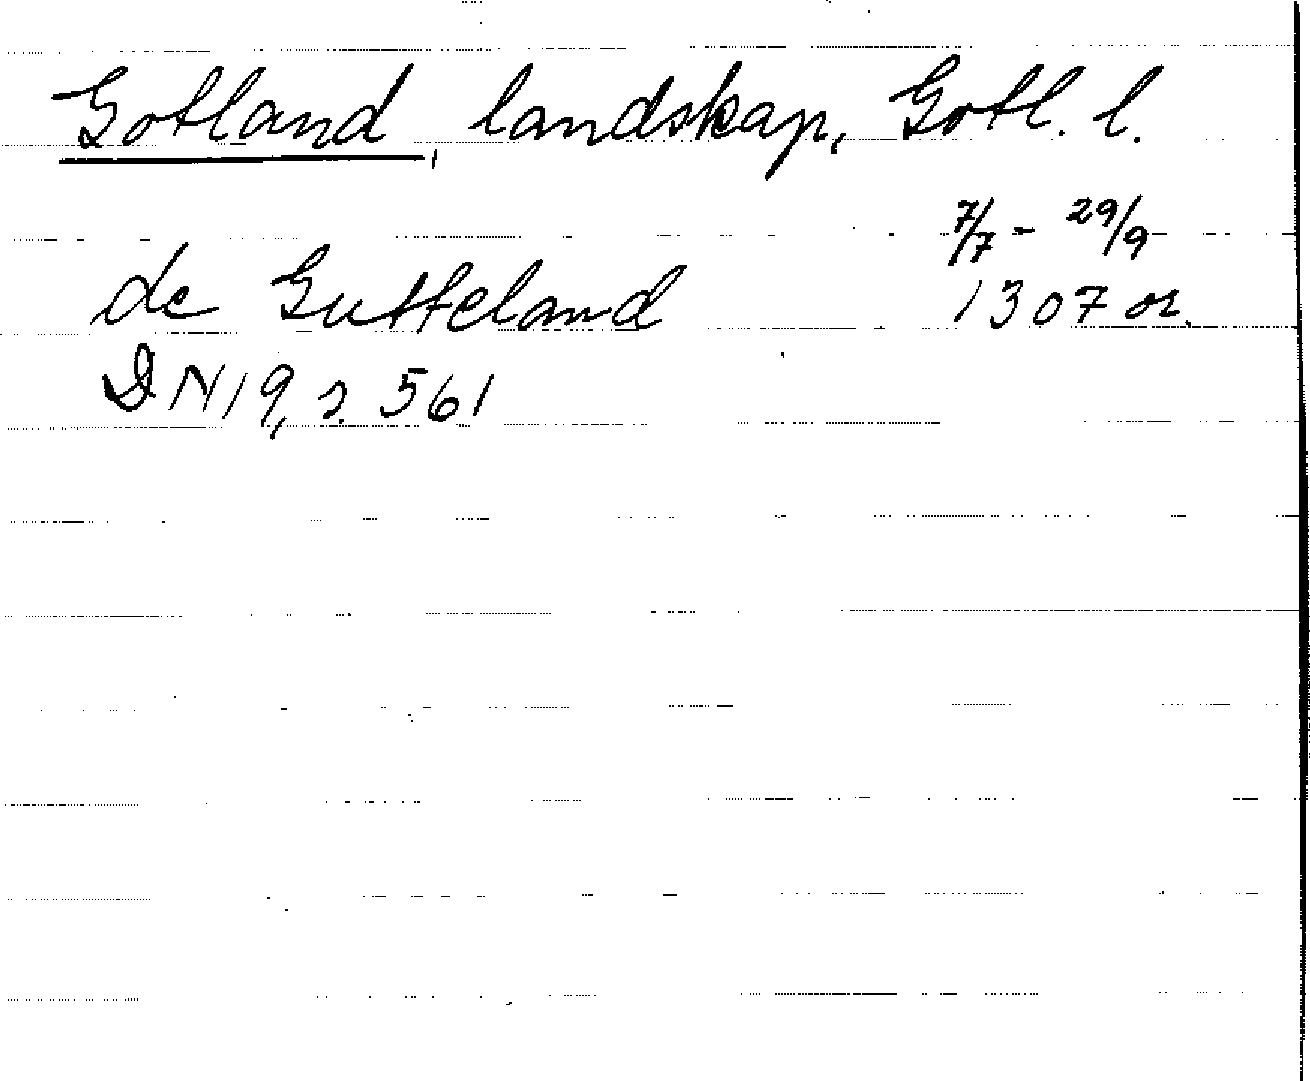 Gotland, landskap, Gotl. l.
7/7 - 29/9
de Gutteland 1307 or.
DN 19, s. 561